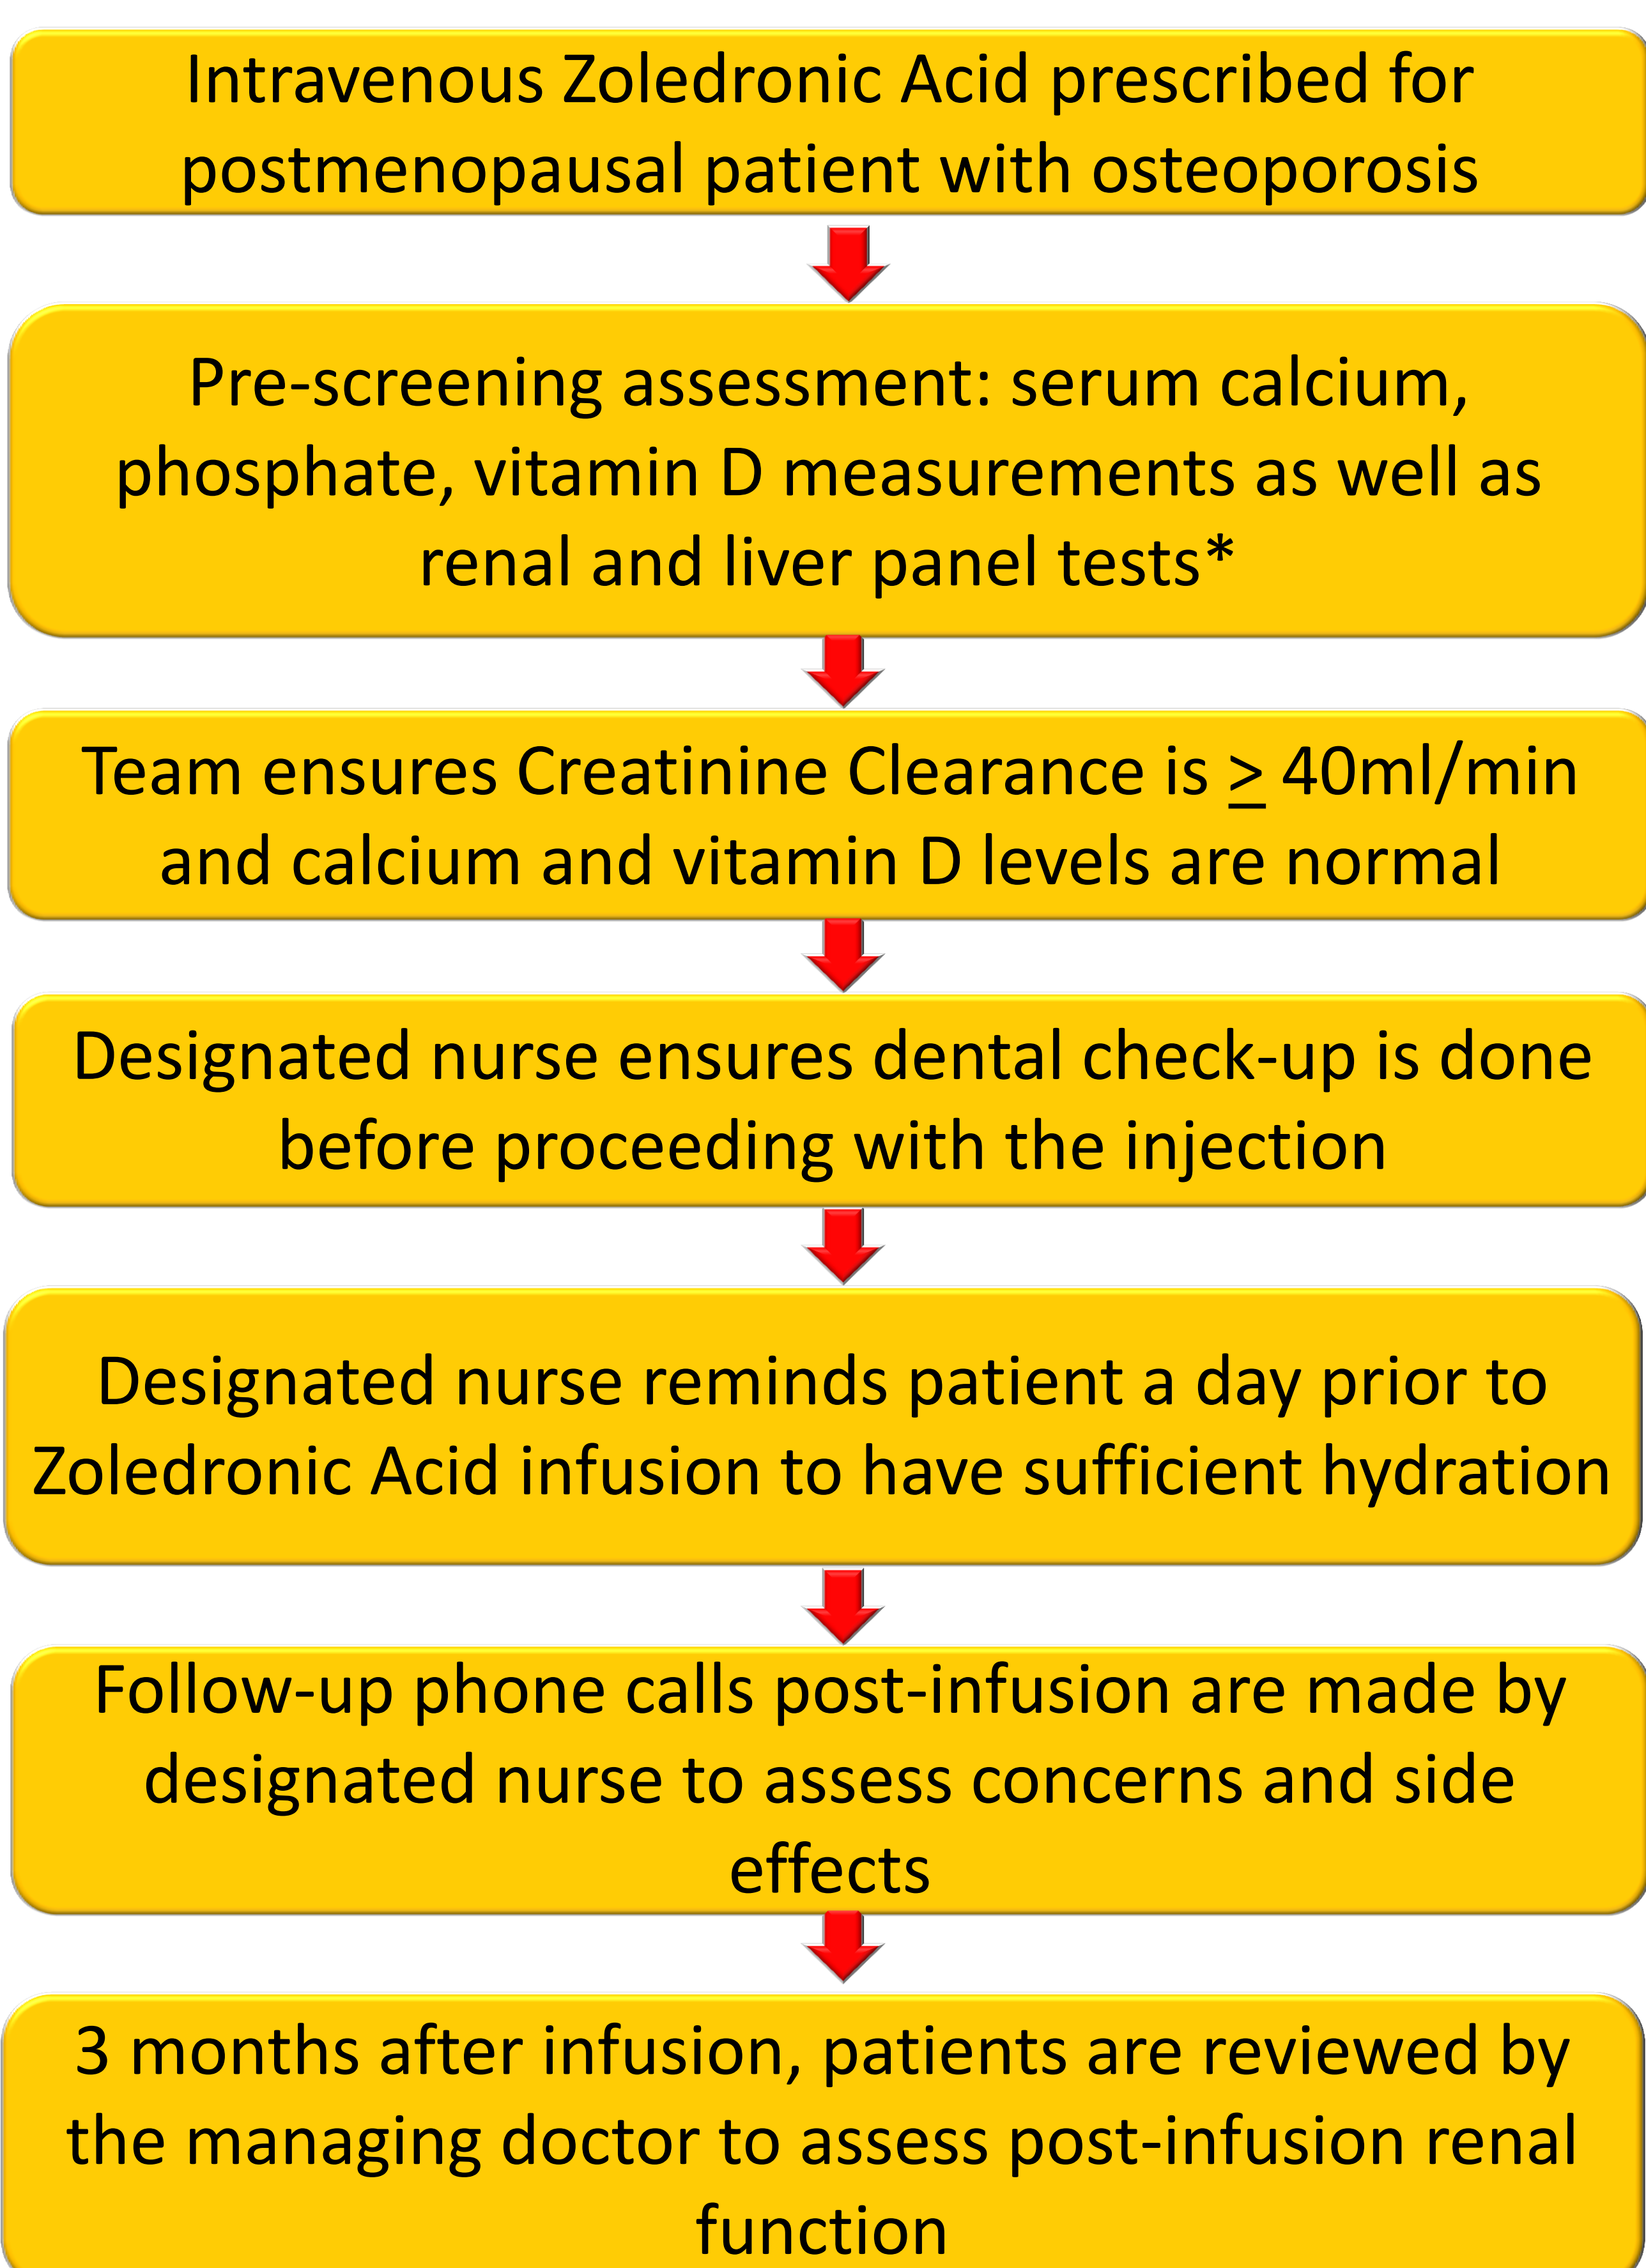 Intravenous Zoledronic Acid prescribed for
postmenopausal patient with osteoporosis
Pre-screening assessment: serum calcium,
phosphate, vitamin D measurements as well as
renal and liver panel tests*
Team ensures Creatinine Clearance is ≥ 40ml/min
and calcium and vitamin D levels are normal
Designated nurse ensures dental check-up is done
before proceeding with the injection
Designated nurse reminds patient a day prior to
Zoledronic Acid infusion to have sufficient hydration
Follow-up phone calls post-infusion are made by
designated nurse to assess concerns and side
effects
3 months after infusion, patients are reviewed by
the managing doctor to assess post-infusion renal
function